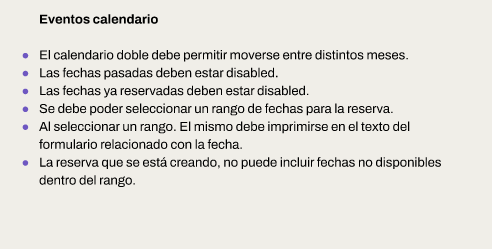 Eventos calendario
El calendario doble debe permitir moverse entre distintos meses.
Las fechas pasadas deben estar disabled.
Las fechas ya reservadas deben estar disabled.
Se debe poder seleccionar un rango de fechas para la reserva.
Al seleccionar un rango. El mismo debe imprimirse en el texto del
formulario relacionado con la fecha.
La reserva que se está creando, no puede incluir fechas no disponibles
dentro del rango.